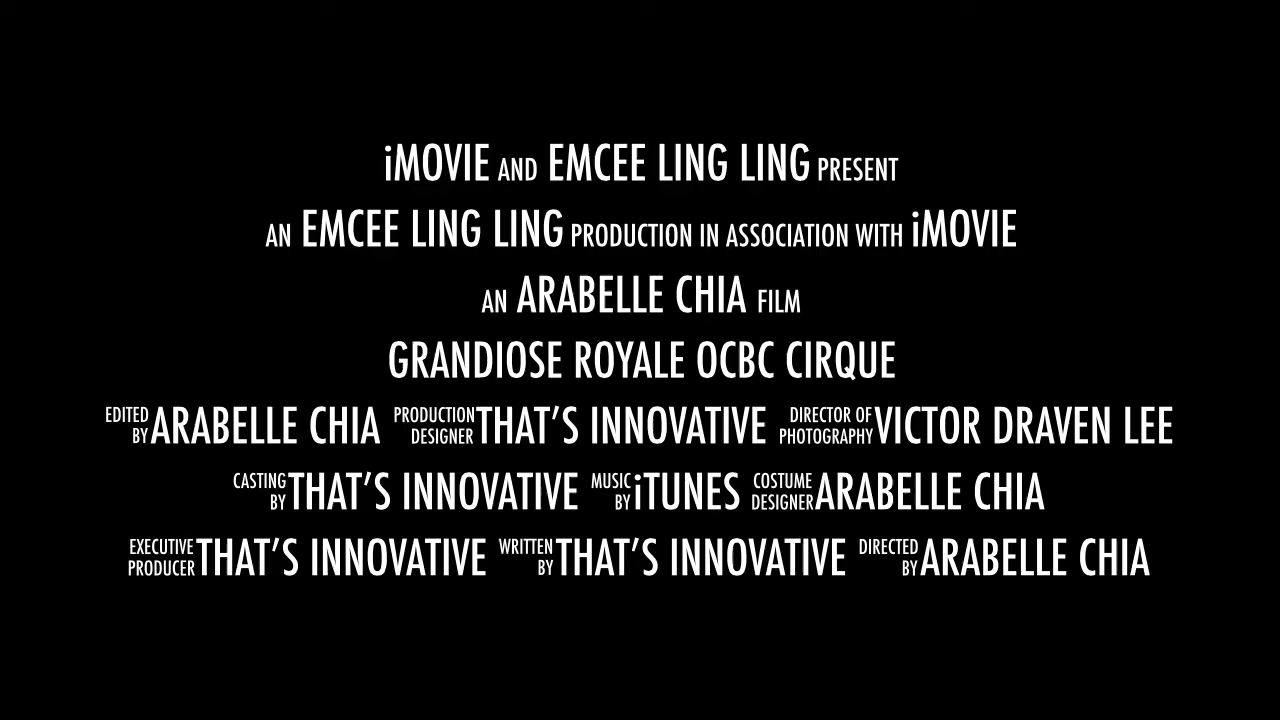 iMOVIE AND EMCEE LING LING PRESENT
AN EMCEE LING LING PRODUCTION IN ASSOCIATION WITH iMOVIE
AN ARABELLE CHIA FILM
GRANDIOSE ROYALE OCBC CIRQUE
EDITED BY ARABELLE CHIA PRODUCTION DESIGNER THAT'S INNOVATIVE DIRECTOR OF PHOTOGRAPHY VICTOR DRAVEN LEE
CASTING BY THAT'S INNOVATIVE MUSIC BY iTUNES COSTUME DESIGNER ARABELLE CHIA
EXECUTIVE PRODUCER THAT'S INNOVATIVE WRITTEN BY THAT'S INNOVATIVE DIRECTED BY ARABELLE CHIA